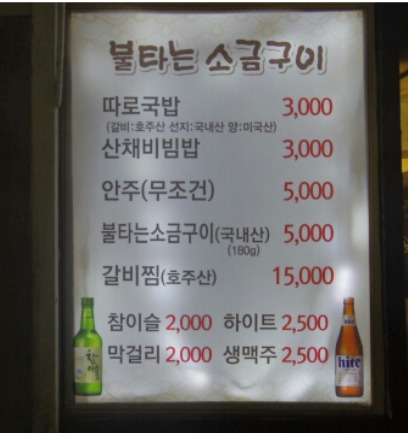 불타는 소금구이
따로국밥 3,000
(갈비:호주산 선지:국내산 양:미국산)
산채비빔밥 3,000
안주(무조건) 5,000
불타는소금구이(국내산) 5,000
(180g)
갈비찜(호주산) 15,000
참이슬 2,000 하이트 2,500
막걸리 2,000 생맥주 2,500
참이슬
hite